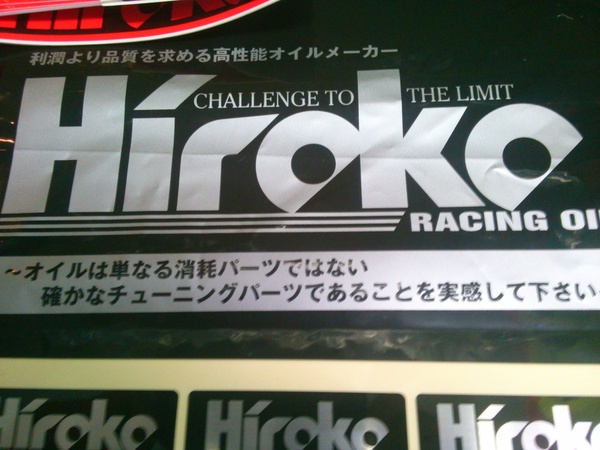 Hiroko
利潤より品質を求める高性能オイルメーカー
CHALLENGE TO THE LIMIT
Hiroko
RACING OI
~オイルは単なる消耗パーツではない
確かなチューニングパーツであることを実感して下さい
Hiroko
Hiroko
Hiroko